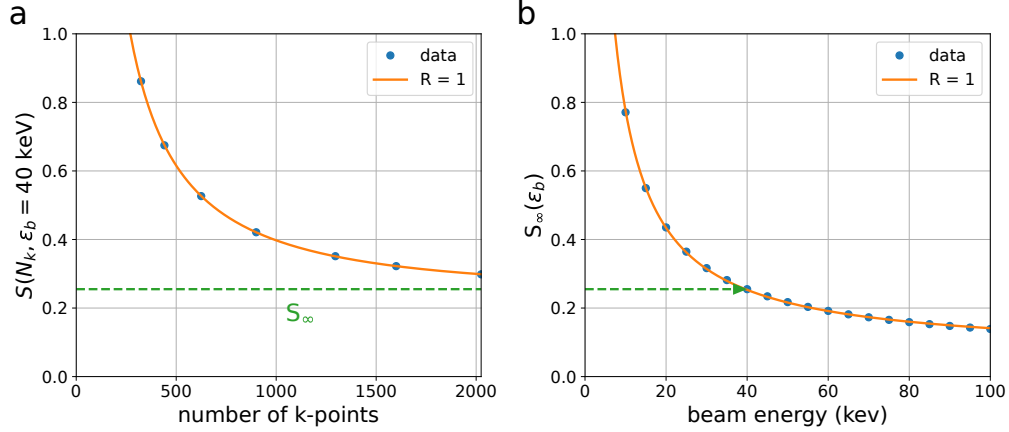 a
1.0
0.8
0.6
0.4
0.2
0.0
S(N_k, ε_b = 40 keV)
data
R = 1
S_∞
0
500
1000
1500
2000
number of k-points
b
1.0
0.8
0.6
0.4
0.2
0.0
S_∞(ε_b)
data
R = 1
0
20
40
60
80
100
beam energy (kev)